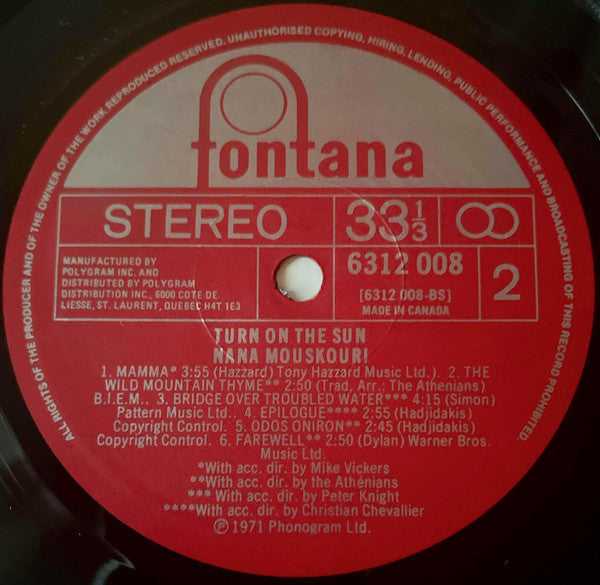 ALL RIGHTS OF THE PRODUCER AND OF THE OWNER OF THE WORK REPRODUCED RESERVED. UNAUTHORISED COPYING, HIRING, LENDING, PUBLIC PERFORMANCE AND BROADCASTING OF THIS RECORD PROHIBITED.
fontana
STEREO
33 1/3
MANUFACTURED BY
POLYGRAM INC. AND
DISTRIBUTED BY POLYGRAM
DISTRIBUTION INC., 6000 COTE DE
LIESSE, ST. LAURENT, QUEBEC H4T 1E3
6312 008
[6312 008-BS]
MADE IN CANADA
2
TURN ON THE SUN
NANA MOUSKOURI
1. MAMMA* 3:55 (Hazzard) Tony Hazzard Music Ltd.). 2. THE
WILD MOUNTAIN THYME** 2:50 (Trad, Arr.: The Athenians)
B.I.E.M.. 3. BRIDGE OVER TROUBLED WATER*** 4:15 (Simon)
Pattern Music Ltd.. 4. EPILOGUE**** 2:55 (Hadjidakis)
Copyright Control. 5. ODOS ONIRON** 2:45 (Hadjidakis)
Copyright Control. 6. FAREWELL** 2:50 (Dylan) Warner Bros.
Music Ltd.
*With acc. dir. by Mike Vickers
**With acc. dir. by the Athénians
*** With acc. dir. by Peter Knight
****With acc. dir. by Christian Chevallier
℗ 1971 Phonogram Ltd.